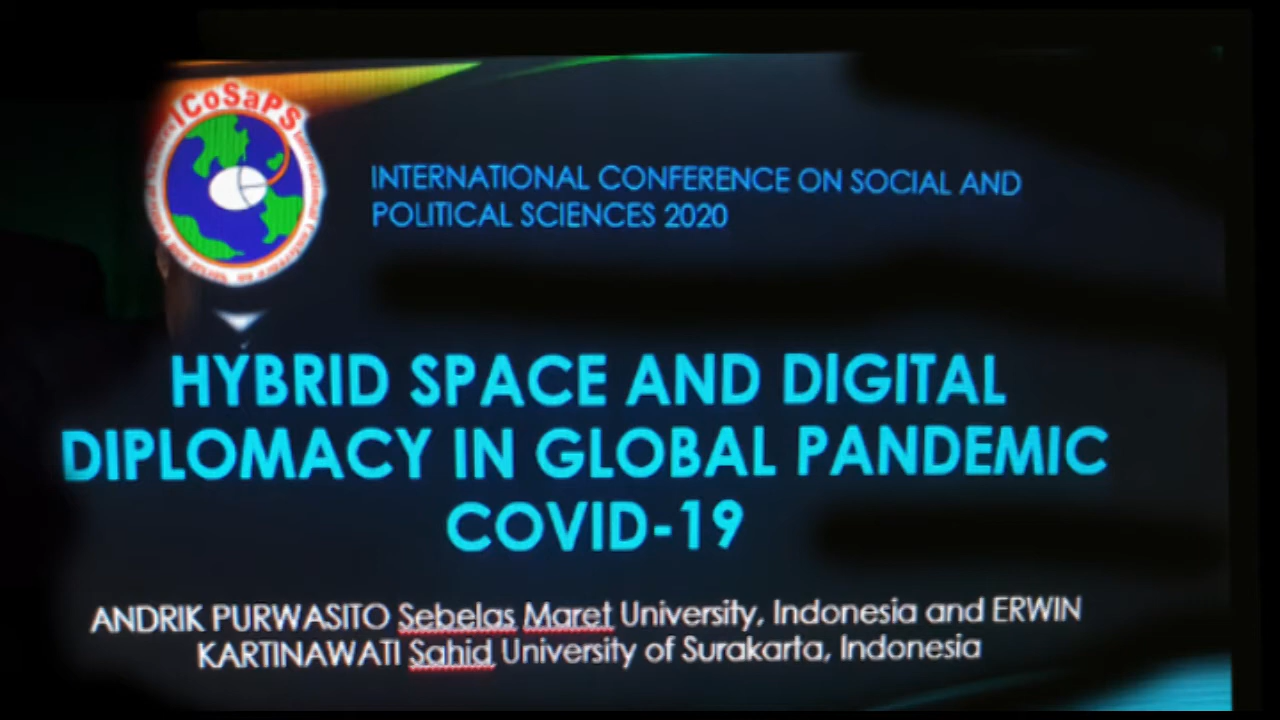 ICoSaPS
INTERNATIONAL CONFERENCE ON SOCIAL AND
POLITICAL SCIENCES 2020
HYBRID SPACE AND DIGITAL
DIPLOMACY IN GLOBAL PANDEMIC
COVID-19
ANDRIK PURWASITO Sebelas Maret University, Indonesia and ERWIN
KARTINAWATI Sahid University of Surakarta, Indonesia